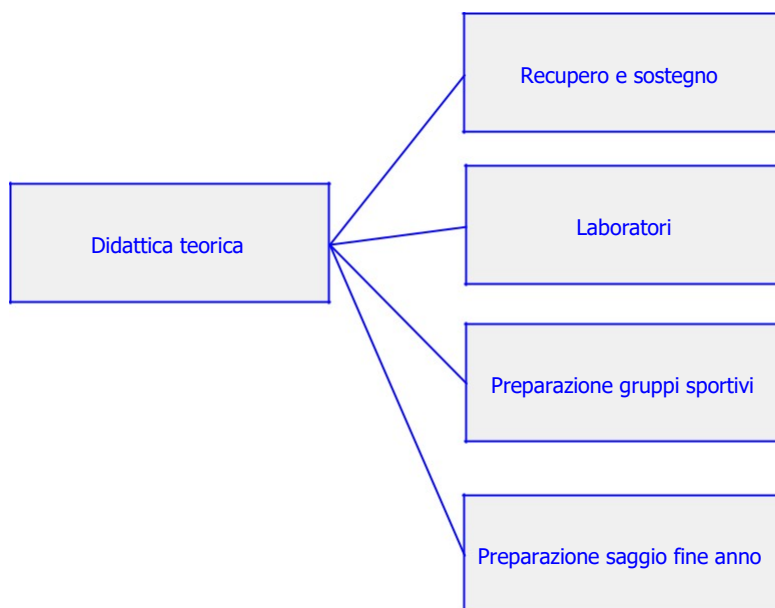 Recupero e sostegno
Didattica teorica
Laboratori
Preparazione gruppi sportivi
Preparazione saggio fine anno